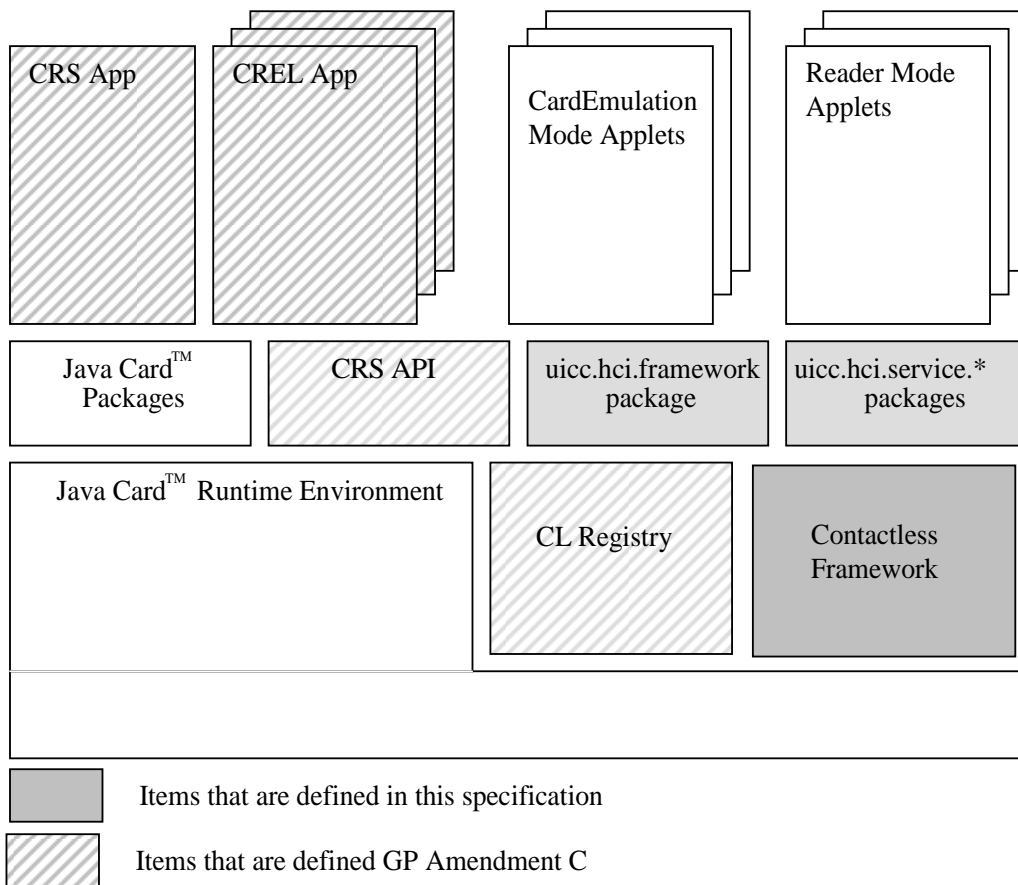 CRS App
CREL App
CardEmulation
Mode Applets
Reader Mode
Applets
Java Card™
Packages
CRS API
uicc.hci.framework
package
uicc.hci.service.*
packages
Java Card™ Runtime Environment
CL Registry
Contactless
Framework
Items that are defined in this specification
Items that are defined GP Amendment C